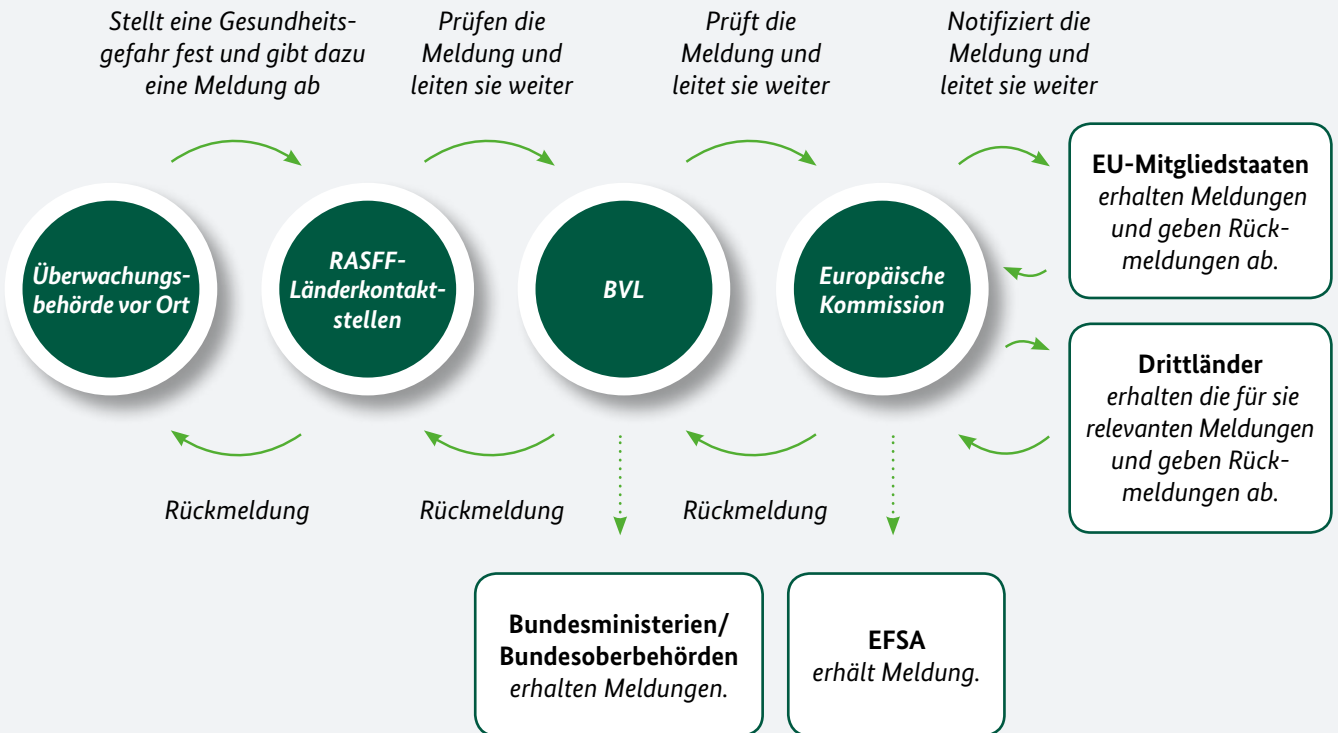 Stellt eine Gesundheits-
gefahr fest und gibt dazu
eine Meldung ab
Prüfen die
Meldung und
leiten sie weiter
Prüft die
Meldung und
leitet sie weiter
Notifiziert die
Meldung und
leitet sie weiter
Überwachungs-
behörde vor Ort
RASFF-
Länderkontakt-
stellen
BVL
Europäische
Kommission
EU-Mitgliedstaaten
erhalten Meldungen
und geben Rück-
meldungen ab.
Drittländer
erhalten die für sie
relevanten Meldungen
und geben Rück-
meldungen ab.
Rückmeldung
Rückmeldung
Rückmeldung
Bundesministerien/
Bundesoberbehörden
erhalten Meldungen.
EFSA
erhält Meldung.